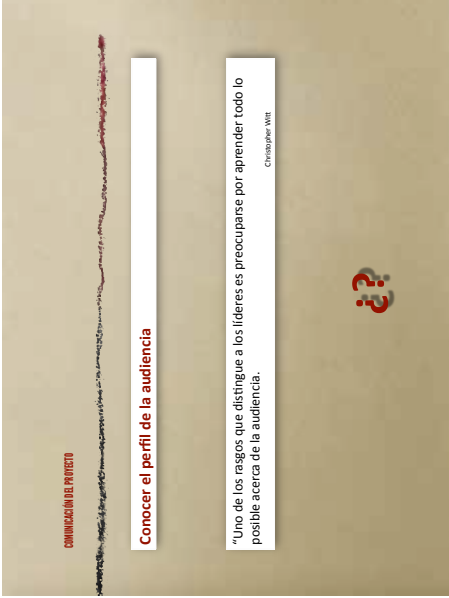 COMUNICACIÓN DEL PROYECTO
Conocer el perfil de la audiencia
“Uno de los rasgos que distingue a los líderes es preocuparse por aprender todo lo
posible acerca de la audiencia.
Christopher Witt
¿?